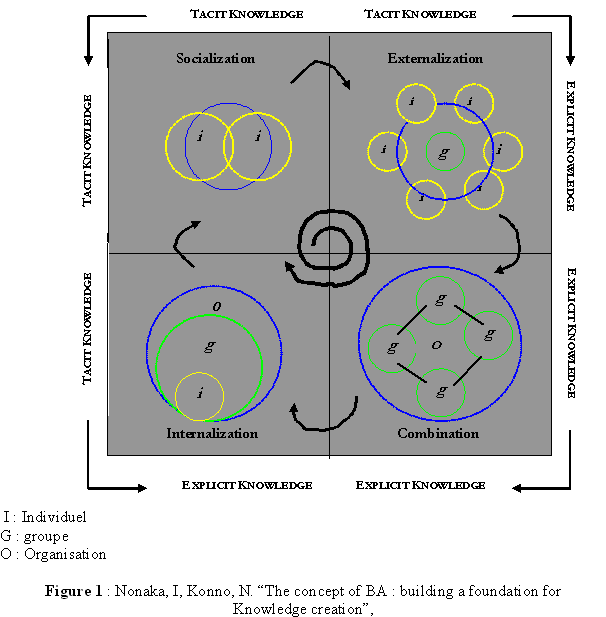 TACIT KNOWLEDGE TACIT KNOWLEDGE
Socialization Externalization
TACIT KNOWLEDGE
EXPLICIT KNOWLEDGE
i i
i i
i g i
i i
TACIT KNOWLEDGE
EXPLICIT KNOWLEDGE
o
g
i
g
g o g
g
Internalization Combination
EXPLICIT KNOWLEDGE EXPLICIT KNOWLEDGE
I : Individuel
G : groupe
O : Organisation
Figure 1 : Nonaka, I, Konno, N. “The concept of BA : building a foundation for
Knowledge creation”,